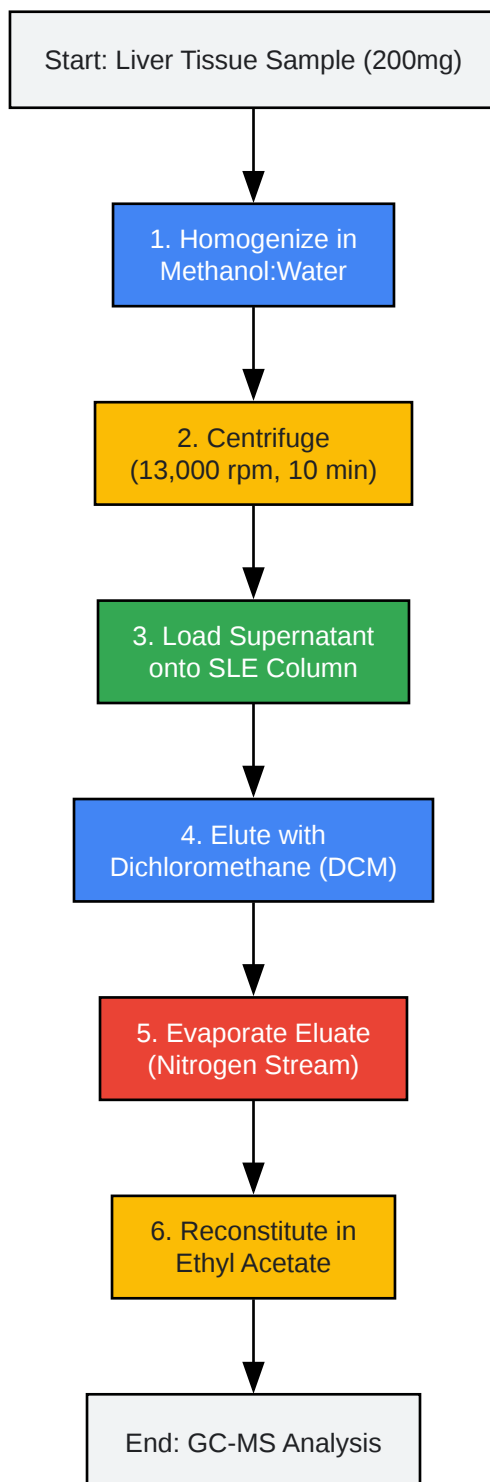 Start: Liver Tissue Sample (200mg)
1. Homogenize in
Methanol:Water
2. Centrifuge
(13,000 rpm, 10 min)
3. Load Supernatant
onto SLE Column
4. Elute with
Dichloromethane (DCM)
5. Evaporate Eluate
(Nitrogen Stream)
6. Reconstitute in
Ethyl Acetate
End: GC-MS Analysis